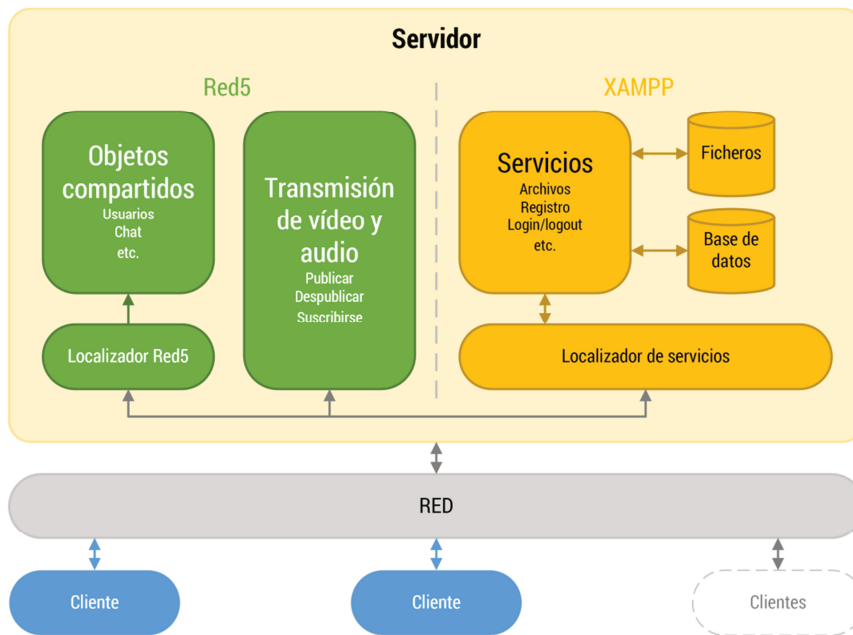 Servidor
Red5
XAMPP
Objetos
compartidos
Usuarios
Chat
etc.
Transmisión
de vídeo y
audio
Publicar
Despublicar
Suscribirse
Servicios
Archivos
Registro
Login/logout
etc.
Ficheros
Base de
datos
Localizador Red5
Localizador de servicios
RED
Cliente
Cliente
Clientes